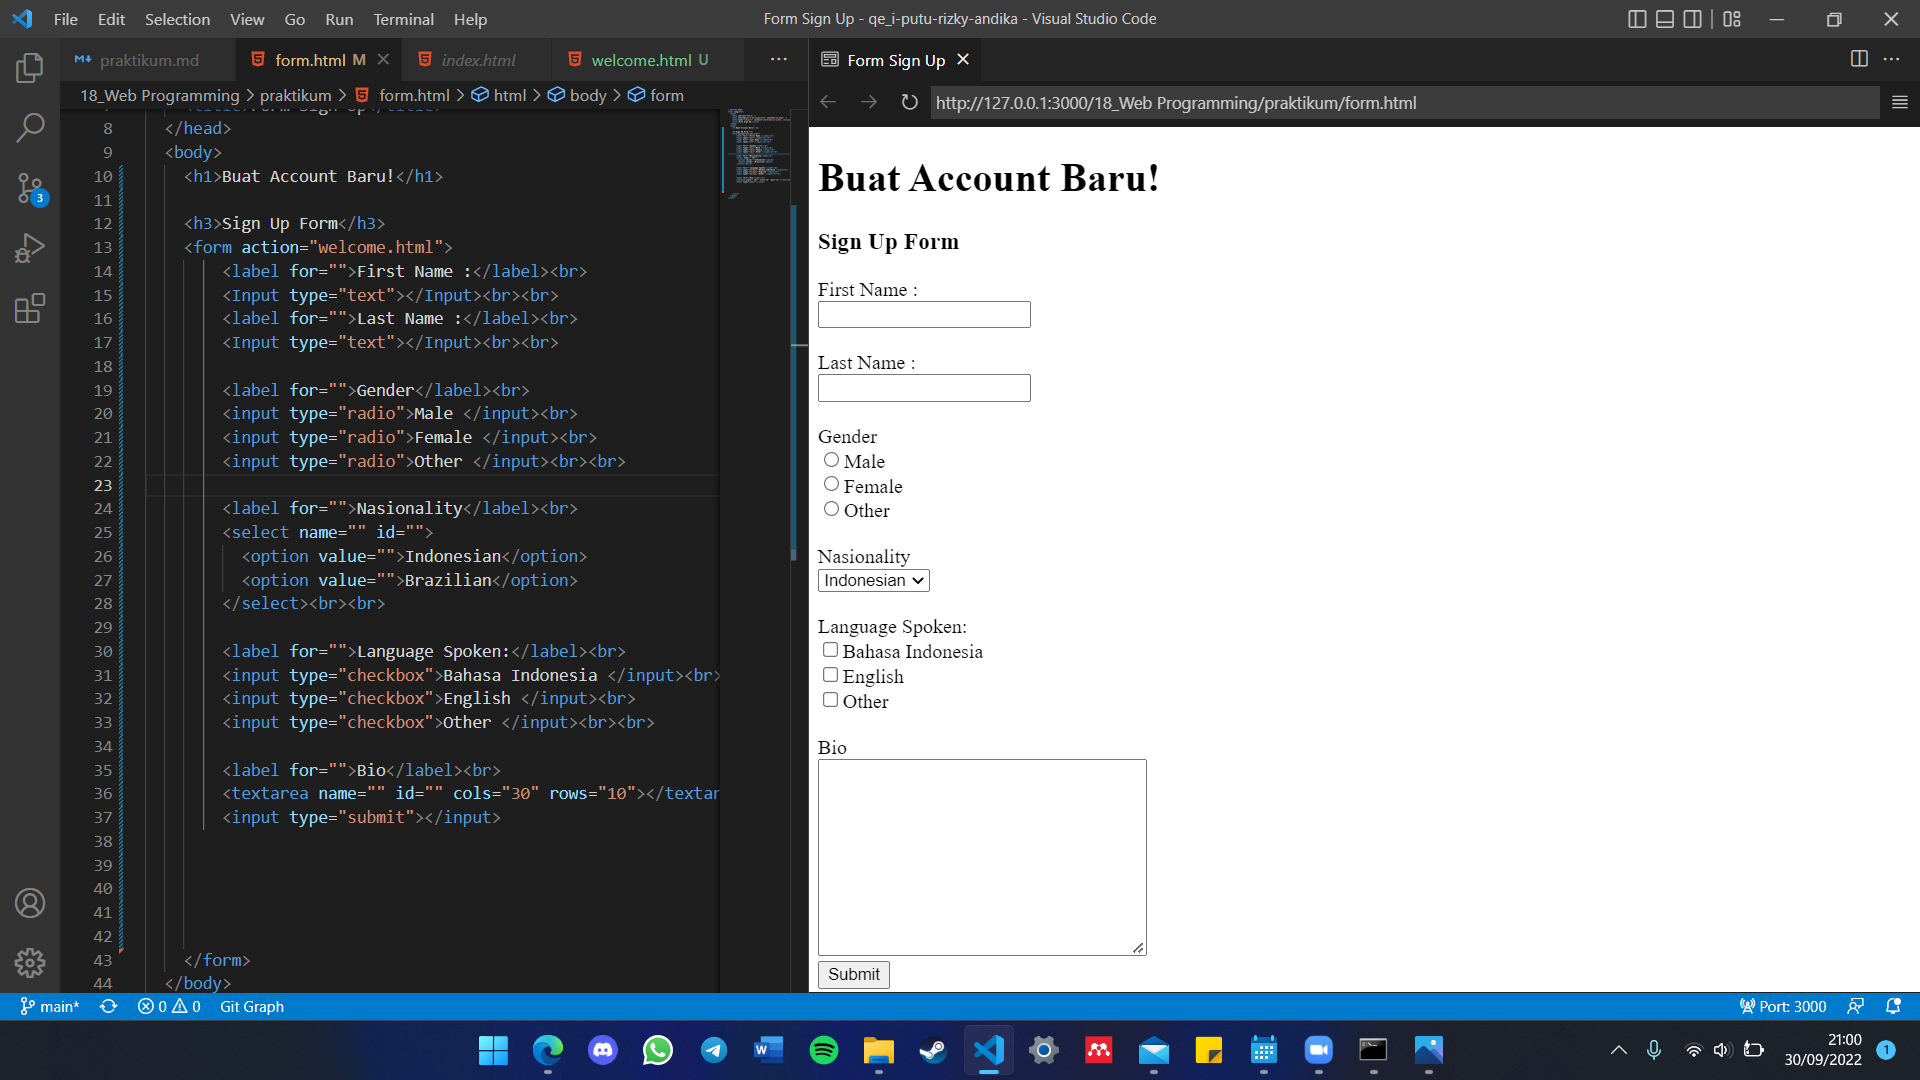 File Edit Selection View Go Run Terminal Help
Form Sign Up - qe_i-putu-rizky-andika - Visual Studio Code
praktikum.md
form.html M
index.html
welcome.html U
Form Sign Up
18_Web Programming > praktikum > form.html > html > body > form
http://127.0.0.1:3000/18_Web Programming/praktikum/form.html
8 </head>
9 <body>
10 <h1>Buat Account Baru!</h1>
11
12 <h3>Sign Up Form</h3>
13 <form action="welcome.html">
14 <label for="">First Name :</label><br>
15 <Input type="text"></Input><br><br>
16 <label for="">Last Name :</label><br>
17 <Input type="text"></Input><br><br>
18
19 <label for="">Gender</label><br>
20 <input type="radio">Male </input><br>
21 <input type="radio">Female </input><br>
22 <input type="radio">Other </input><br><br>
23
24 <label for="">Nasionality</label><br>
25 <select name="" id="">
26 <option value="">Indonesian</option>
27 <option value="">Brazilian</option>
28 </select><br><br>
29
30 <label for="">Language Spoken:</label><br>
31 <input type="checkbox">Bahasa Indonesia </input><br>
32 <input type="checkbox">English </input><br>
33 <input type="checkbox">Other </input><br><br>
34
35 <label for="">Bio</label><br>
36 <textarea name="" id="" cols="30" rows="10"></textar
37 <input type="submit"></input>
38
39
40
41
42
43 </form>
44 </body>
Buat Account Baru!
Sign Up Form
First Name :
Last Name :
Gender
Male
Female
Other
Nasionality
Indonesian
Language Spoken:
Bahasa Indonesia
English
Other
Bio
Submit
3
main* 0 0 Git Graph
Port: 3000
21:00
30/09/2022
1